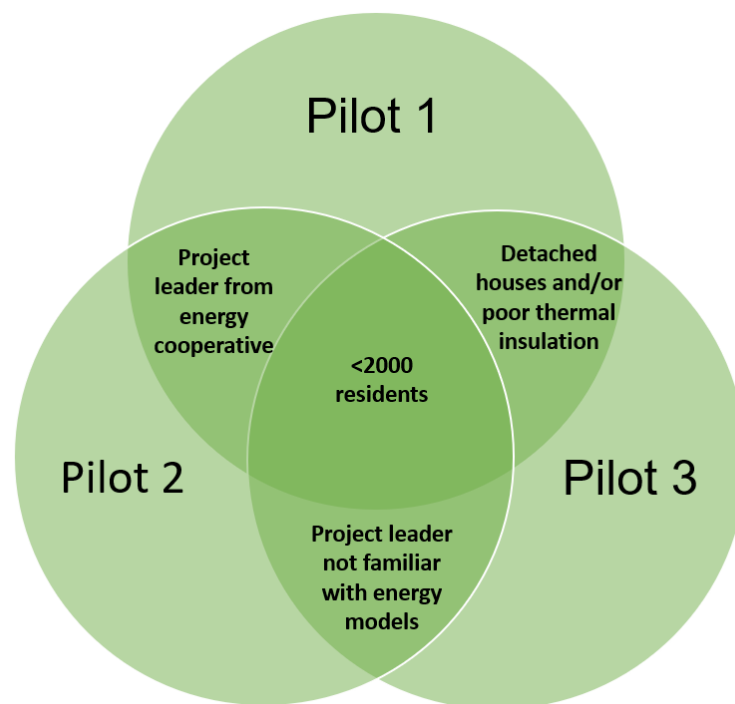 Pilot 1
Project
leader from
energy
cooperative
Detached
houses and/or
poor thermal
insulation
<2000
residents
Pilot 2
Pilot 3
Project leader
not familiar
with energy
models